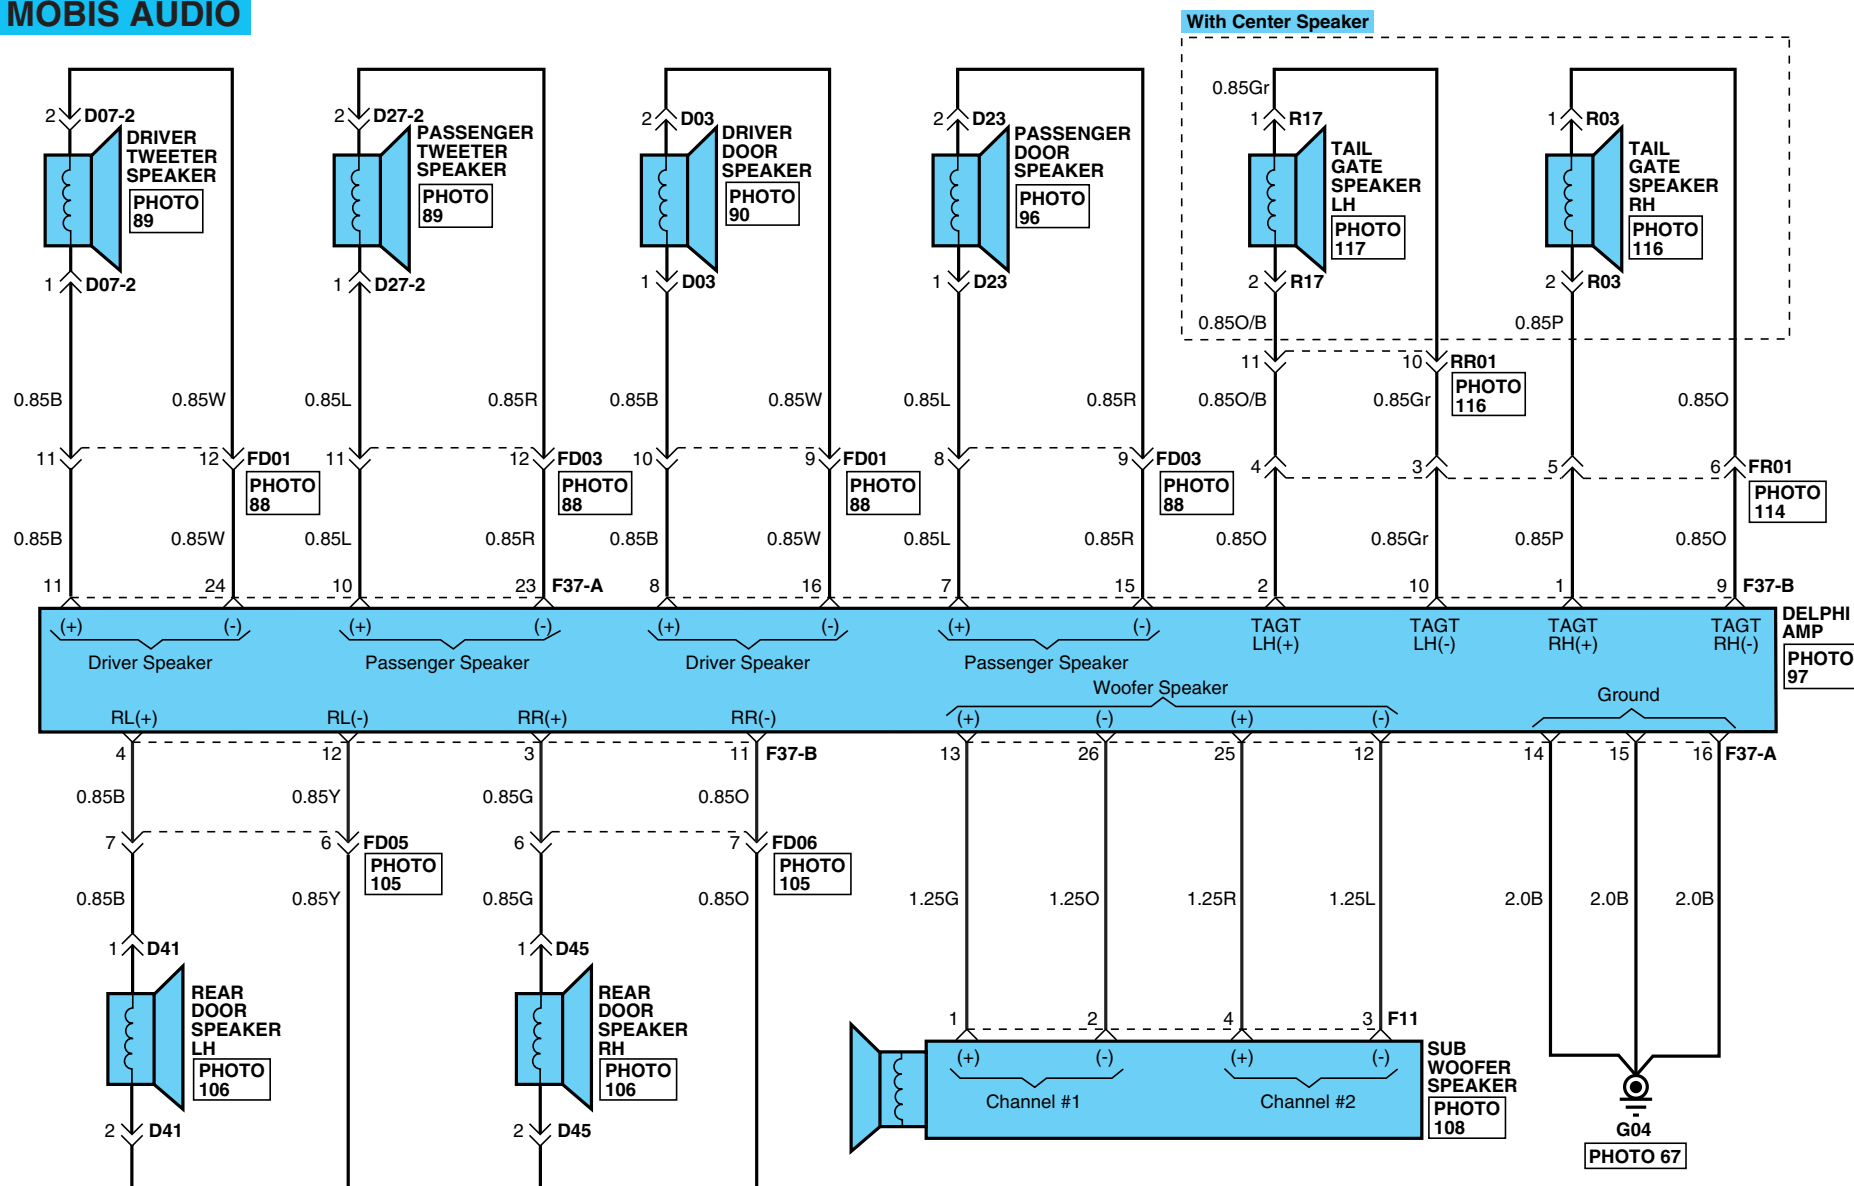 MOBIS AUDIO
With Center Speaker
0.85Gr
2 D07-2
2 D27-2
2 D03
2 D23
1 R17
1 R03
DRIVER
TWEETER
SPEAKER
PHOTO
89
PASSENGER
TWEETER
SPEAKER
PHOTO
89
DRIVER
DOOR
SPEAKER
PHOTO
90
PASSENGER
DOOR
SPEAKER
PHOTO
96
TAIL
GATE
SPEAKER
LH
PHOTO
117
TAIL
GATE
SPEAKER
RH
PHOTO
116
1 D07-2
1 D27-2
1 D03
1 D23
2 R17
2 R03
0.85O/B
0.85P
11
10 RR01
PHOTO
116
0.85B
0.85W
0.85L
0.85R
0.85B
0.85W
0.85L
0.85R
0.85O/B
0.85Gr
0.85O
11
12 FD01
PHOTO
88
11
12 FD03
PHOTO
88
10
9 FD01
PHOTO
88
8
9 FD03
PHOTO
88
4
3
5
6 FR01
PHOTO
114
0.85B
0.85W
0.85L
0.85R
0.85B
0.85W
0.85L
0.85R
0.85O
0.85Gr
0.85P
0.85O
11
24
10
23 F37-A
8
16
7
15
2
10
1
9 F37-B
(+)
(-)
(+)
(-)
(+)
(-)
(+)
(-)
TAGT
LH(+)
TAGT
LH(-)
TAGT
RH(+)
TAGT
RH(-)
DELPHI
AMP
PHOTO
97
Driver Speaker
Passenger Speaker
Driver Speaker
Passenger Speaker
Woofer Speaker
Ground
RL(+)
RL(-)
RR(+)
RR(-)
(+)
(-)
(+)
(-)
4
12
3
11 F37-B
13
26
25
12
14
15
16 F37-A
0.85B
0.85Y
0.85G
0.85O
7
6 FD05
PHOTO
105
6
7 FD06
PHOTO
105
0.85B
0.85Y
0.85G
0.85O
1.25G
1.25O
1.25R
1.25L
2.0B
2.0B
2.0B
1 D41
1 D45
REAR
DOOR
SPEAKER
LH
PHOTO
106
REAR
DOOR
SPEAKER
RH
PHOTO
106
1
2
4
3 F11
(+)
(-)
(+)
(-)
Channel #1
Channel #2
SUB
WOOFER
SPEAKER
PHOTO
108
2 D41
2 D45
G04
PHOTO 67